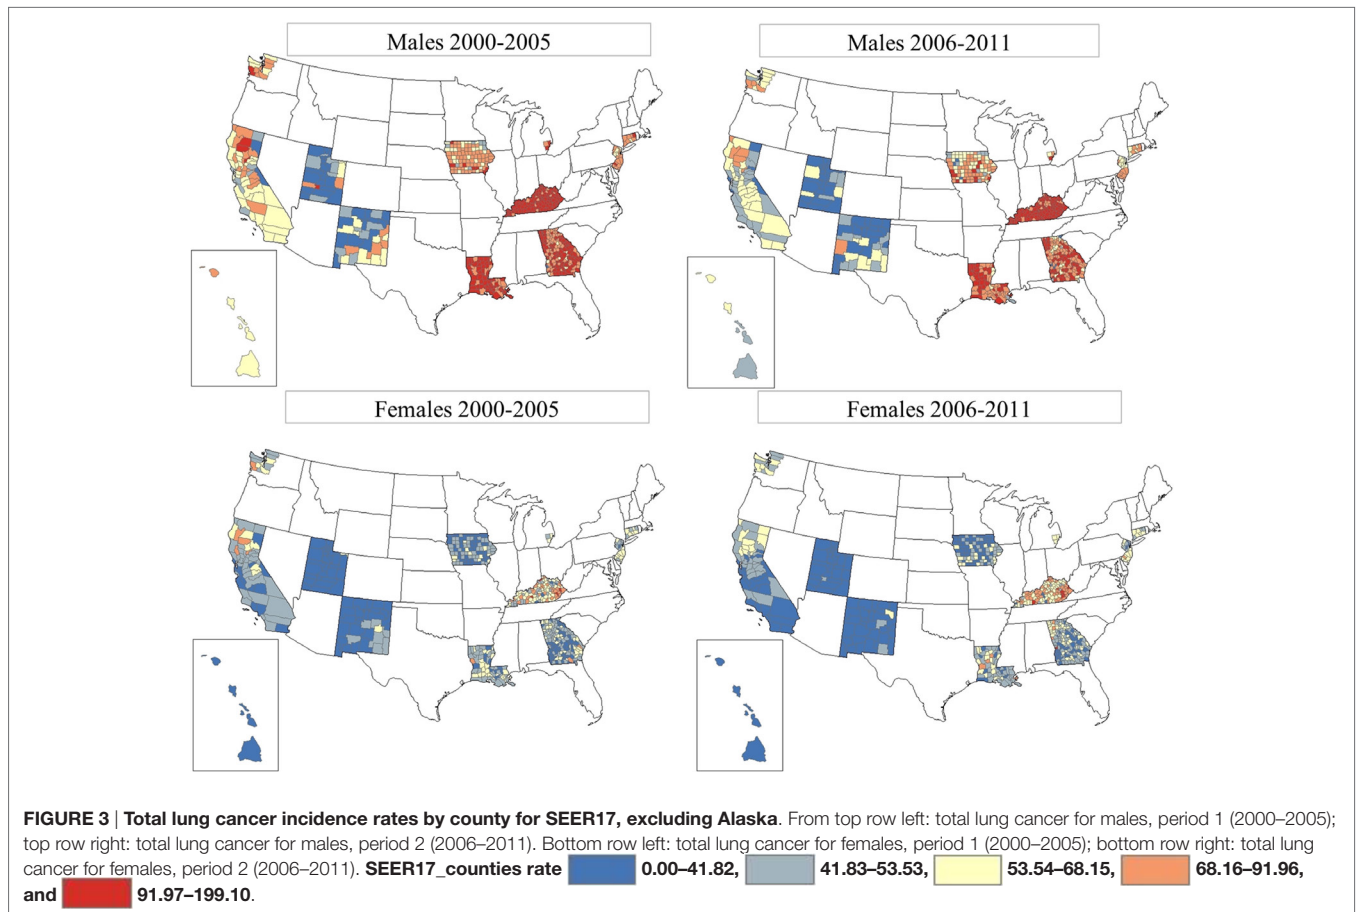 Males 2000-2005
Males 2006-2011
Females 2000-2005
Females 2006-2011
FIGURE 3 | Total lung cancer incidence rates by county for SEER17, excluding Alaska. From top row left: total lung cancer for males, period 1 (2000–2005);
top row right: total lung cancer for males, period 2 (2006–2011). Bottom row left: total lung cancer for females, period 1 (2000–2005); bottom row right: total lung
cancer for females, period 2 (2006–2011). SEER17_counties rate 0.00–41.82, 41.83–53.53, 53.54–68.15, 68.16–91.96,
and 91.97–199.10.